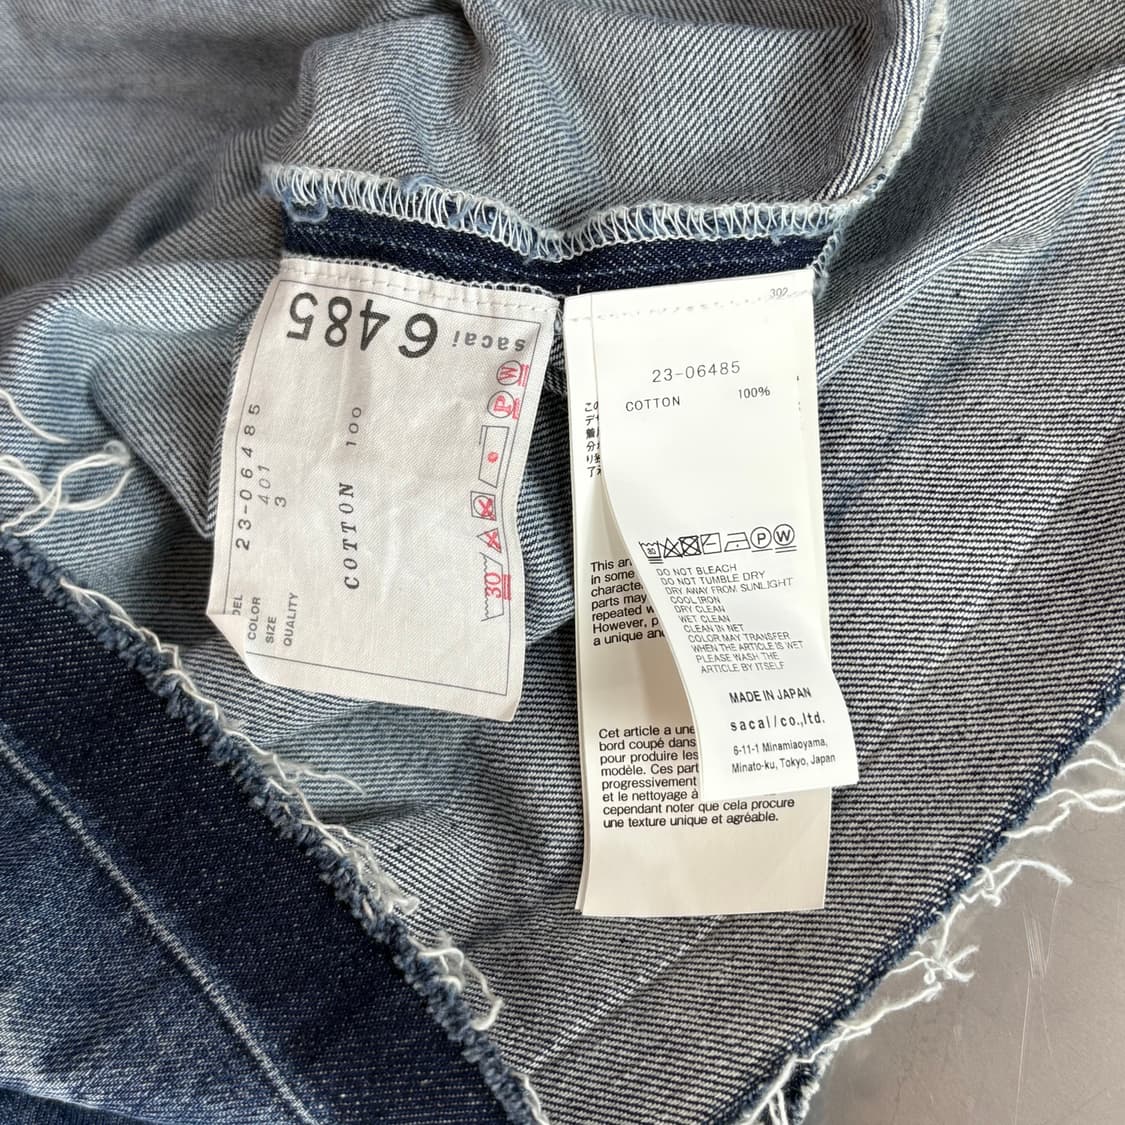 sacai
6485
23-06485
401
3
COTTON 100
COLOR
SIZE
QUALITY
30
P
W
302
23-06485
COTTON 100%
30
P W
DO NOT BLEACH
DO NOT TUMBLE DRY
DRY AWAY FROM SUNLIGHT
COOL IRON
DRY CLEAN
WET CLEAN
CLEAN IN NET
COLOR MAY TRANSFER
WHEN THE ARTICLE IS WET
PLEASE WASH THE
ARTICLE BY ITSELF
MADE IN JAPAN
sacai/co.,ltd.
6-11-1 Minamiaoyama,
Minato-ku, Tokyo, Japan
This
in some
parts may
repeated
However,
a unique
Cet article a une
bord coupé dans
pour produire les
modèle. Ces
progressivement
et le nettoyage à
cependant noter que cela procure
une texture unique et agréable.